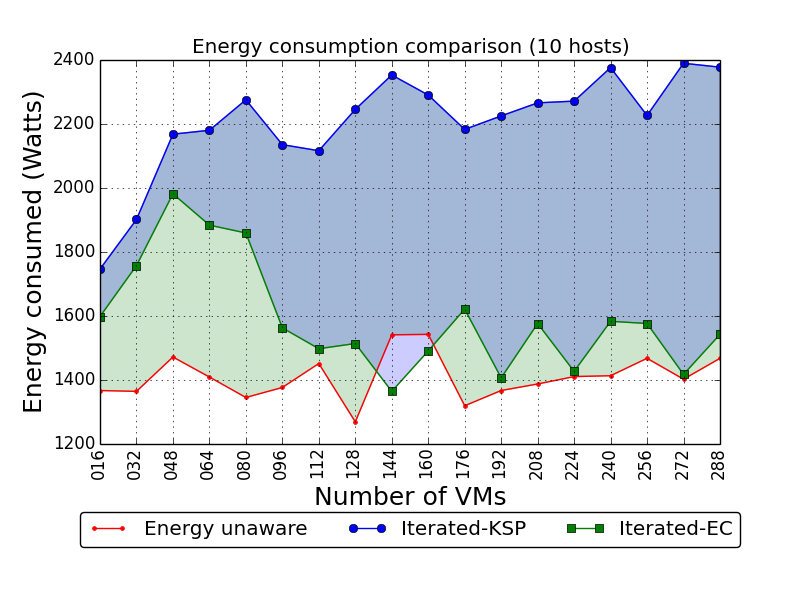 Energy consumption comparison (10 hosts)
Energy consumed (Watts)
2400
2200
2000
1800
1600
1400
1200
016 032 048 064 080 096 112 128 144 160 176 192 208 224 240 256 272 288
Number of VMs
Energy unaware Iterated-KSP Iterated-EC